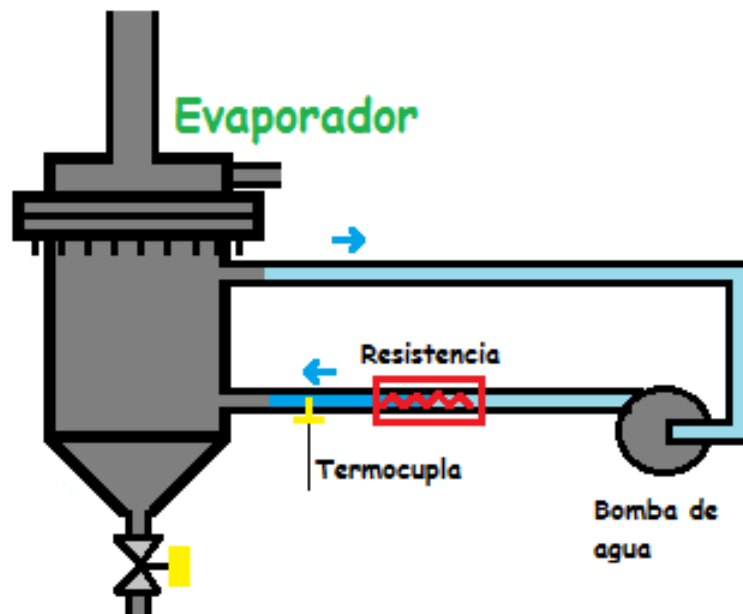 Evaporador
Resistencia
Termocupla
Bomba de
agua